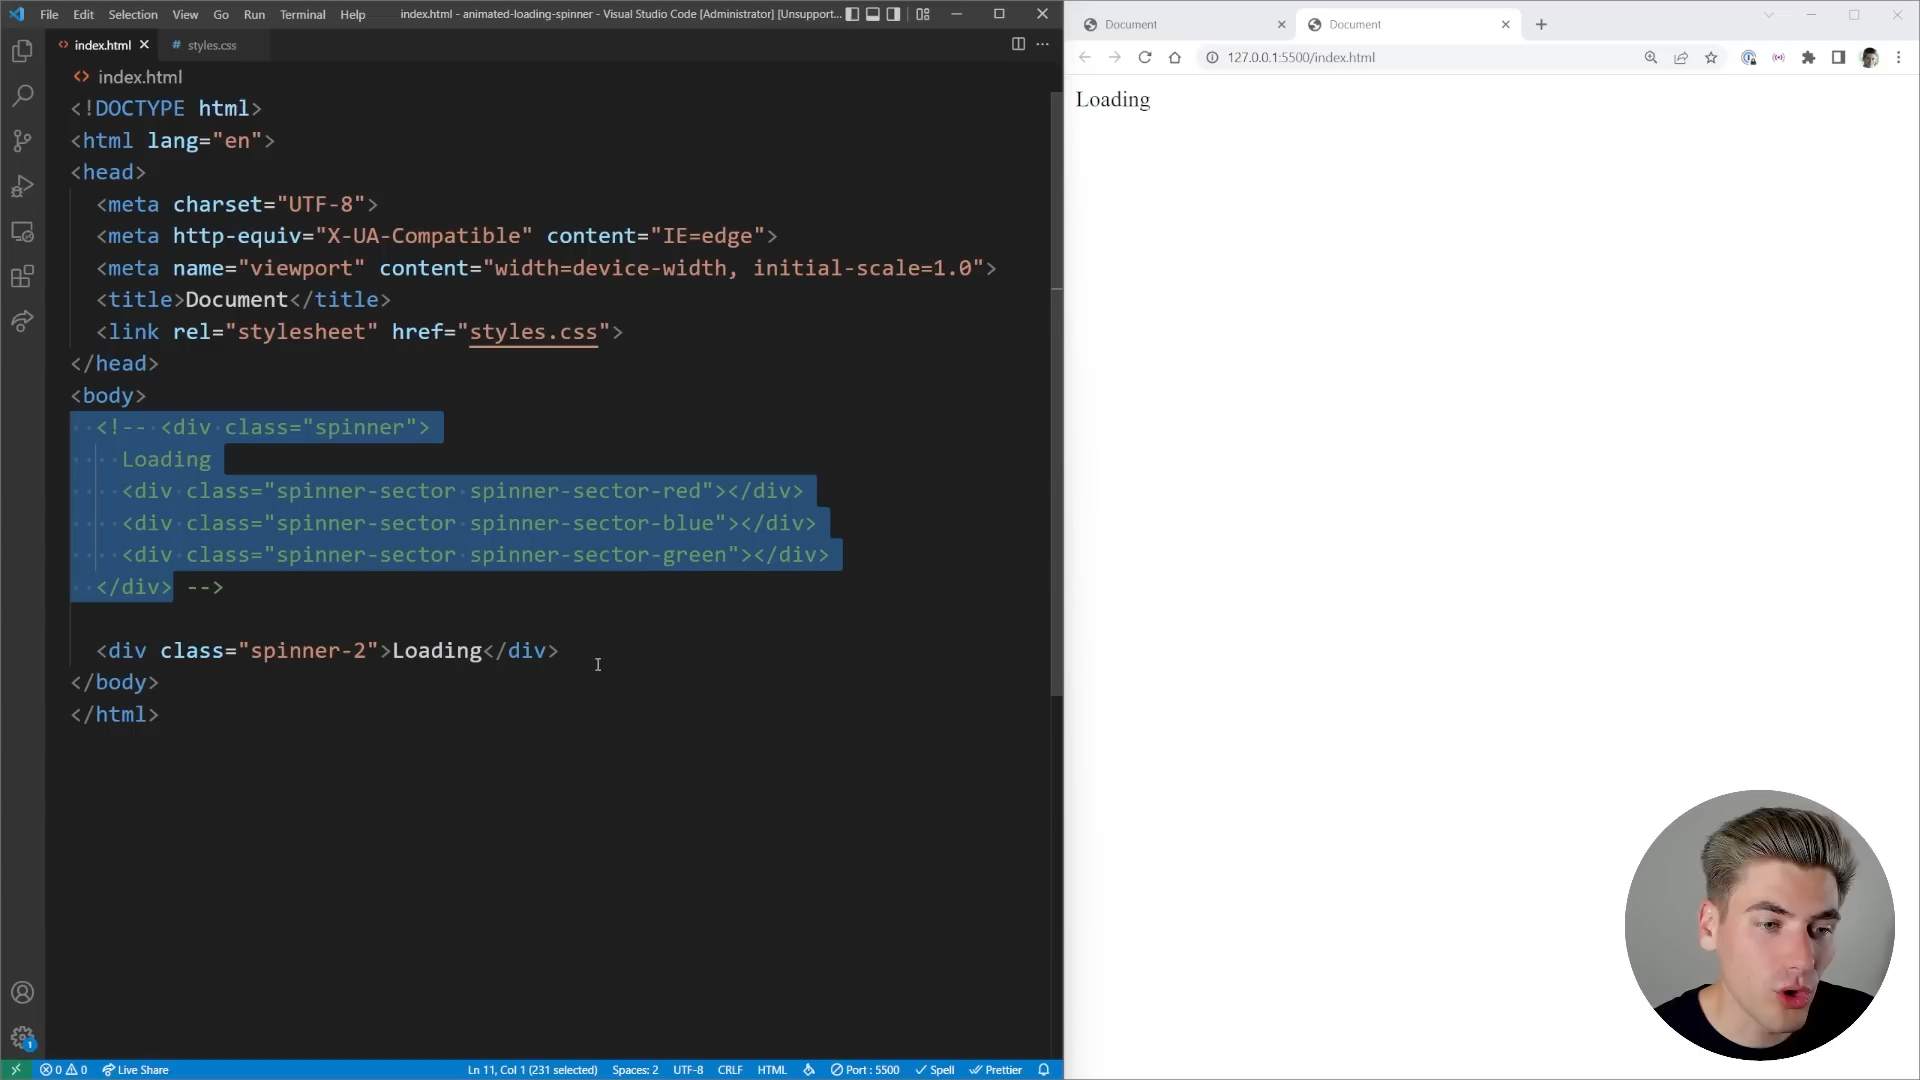 File Edit Selection View Go Run Terminal Help index.html - animated-loading-spinner - Visual Studio Code [Administrator] [Unsupport...
index.html
styles.css
index.html
<!DOCTYPE html>
<html lang="en">
<head>
<meta charset="UTF-8">
<meta http-equiv="X-UA-Compatible" content="IE=edge">
<meta name="viewport" content="width=device-width, initial-scale=1.0">
<title>Document</title>
<link rel="stylesheet" href="styles.css">
</head>
<body>
<!-- <div class="spinner">
Loading
<div class="spinner-sector spinner-sector-red"></div>
<div class="spinner-sector spinner-sector-blue"></div>
<div class="spinner-sector spinner-sector-green"></div>
</div> -->
<div class="spinner-2">Loading</div>
</body>
</html>
1
0 0 Live Share Ln 11, Col 1 (231 selected) Spaces: 2 UTF-8 CRLF HTML Port : 5500 Spell Prettier
Document
Document
127.0.0.1:5500/index.html
Loading